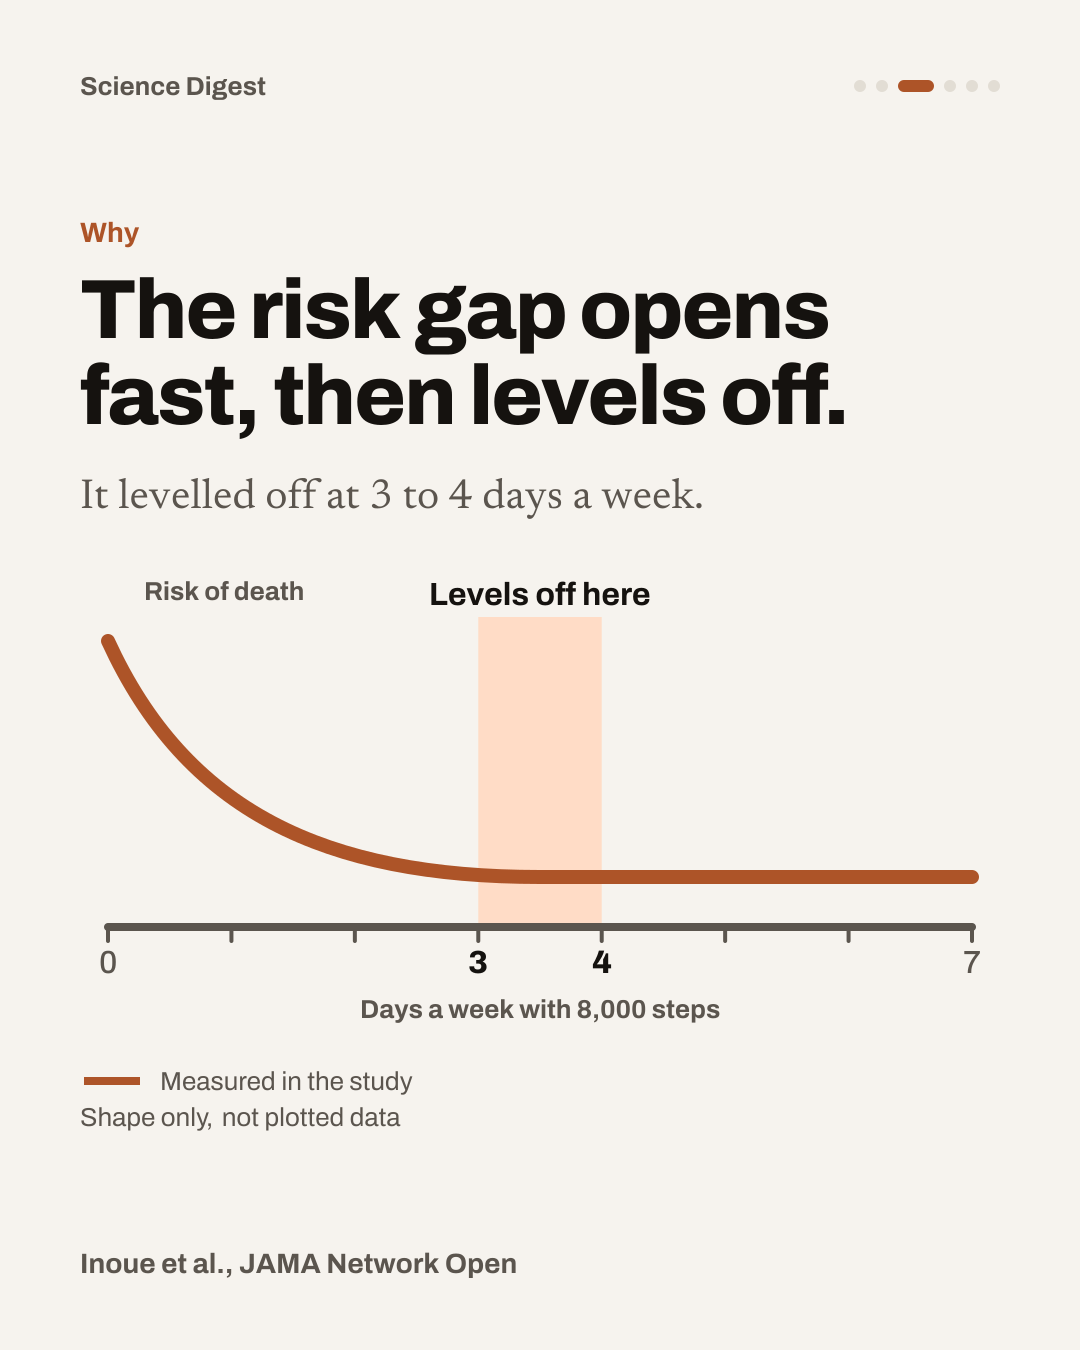 Science Digest
Why
The risk gap opens
fast, then levels off.
It levelled off at 3 to 4 days a week.
Risk of death
Levels off here
0 3 4 7
Days a week with 8,000 steps
Measured in the study
Shape only, not plotted data
Inoue et al., JAMA Network Open